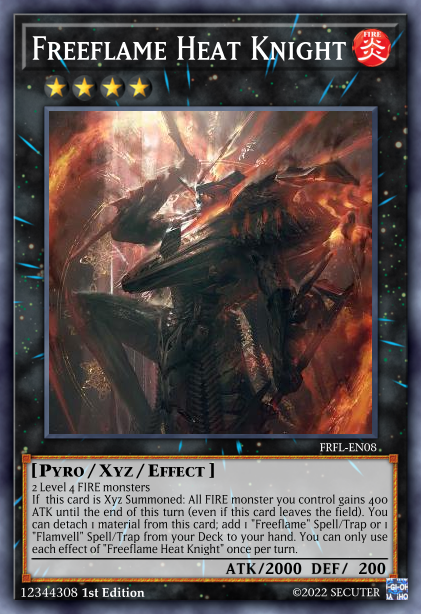 FREEFLAME HEAT KNIGHT
FIRE
炎
FRFL-EN08
[PYRO/XYZ/EFFECT]
2 Level 4 FIRE monsters
If this card is Xyz Summoned: All FIRE monster you control gains 400
ATK until the end of this turn (even if this card leaves the field). You
can detach 1 material from this card; add 1 "Freeflame" Spell/Trap or 1
"Flamvell" Spell/Trap from your Deck to your hand. You can only use
each effect of "Freeflame Heat Knight" once per turn.
ATK/2000 DEF/ 200
12344308 1st Edition
©2022 SECUTER